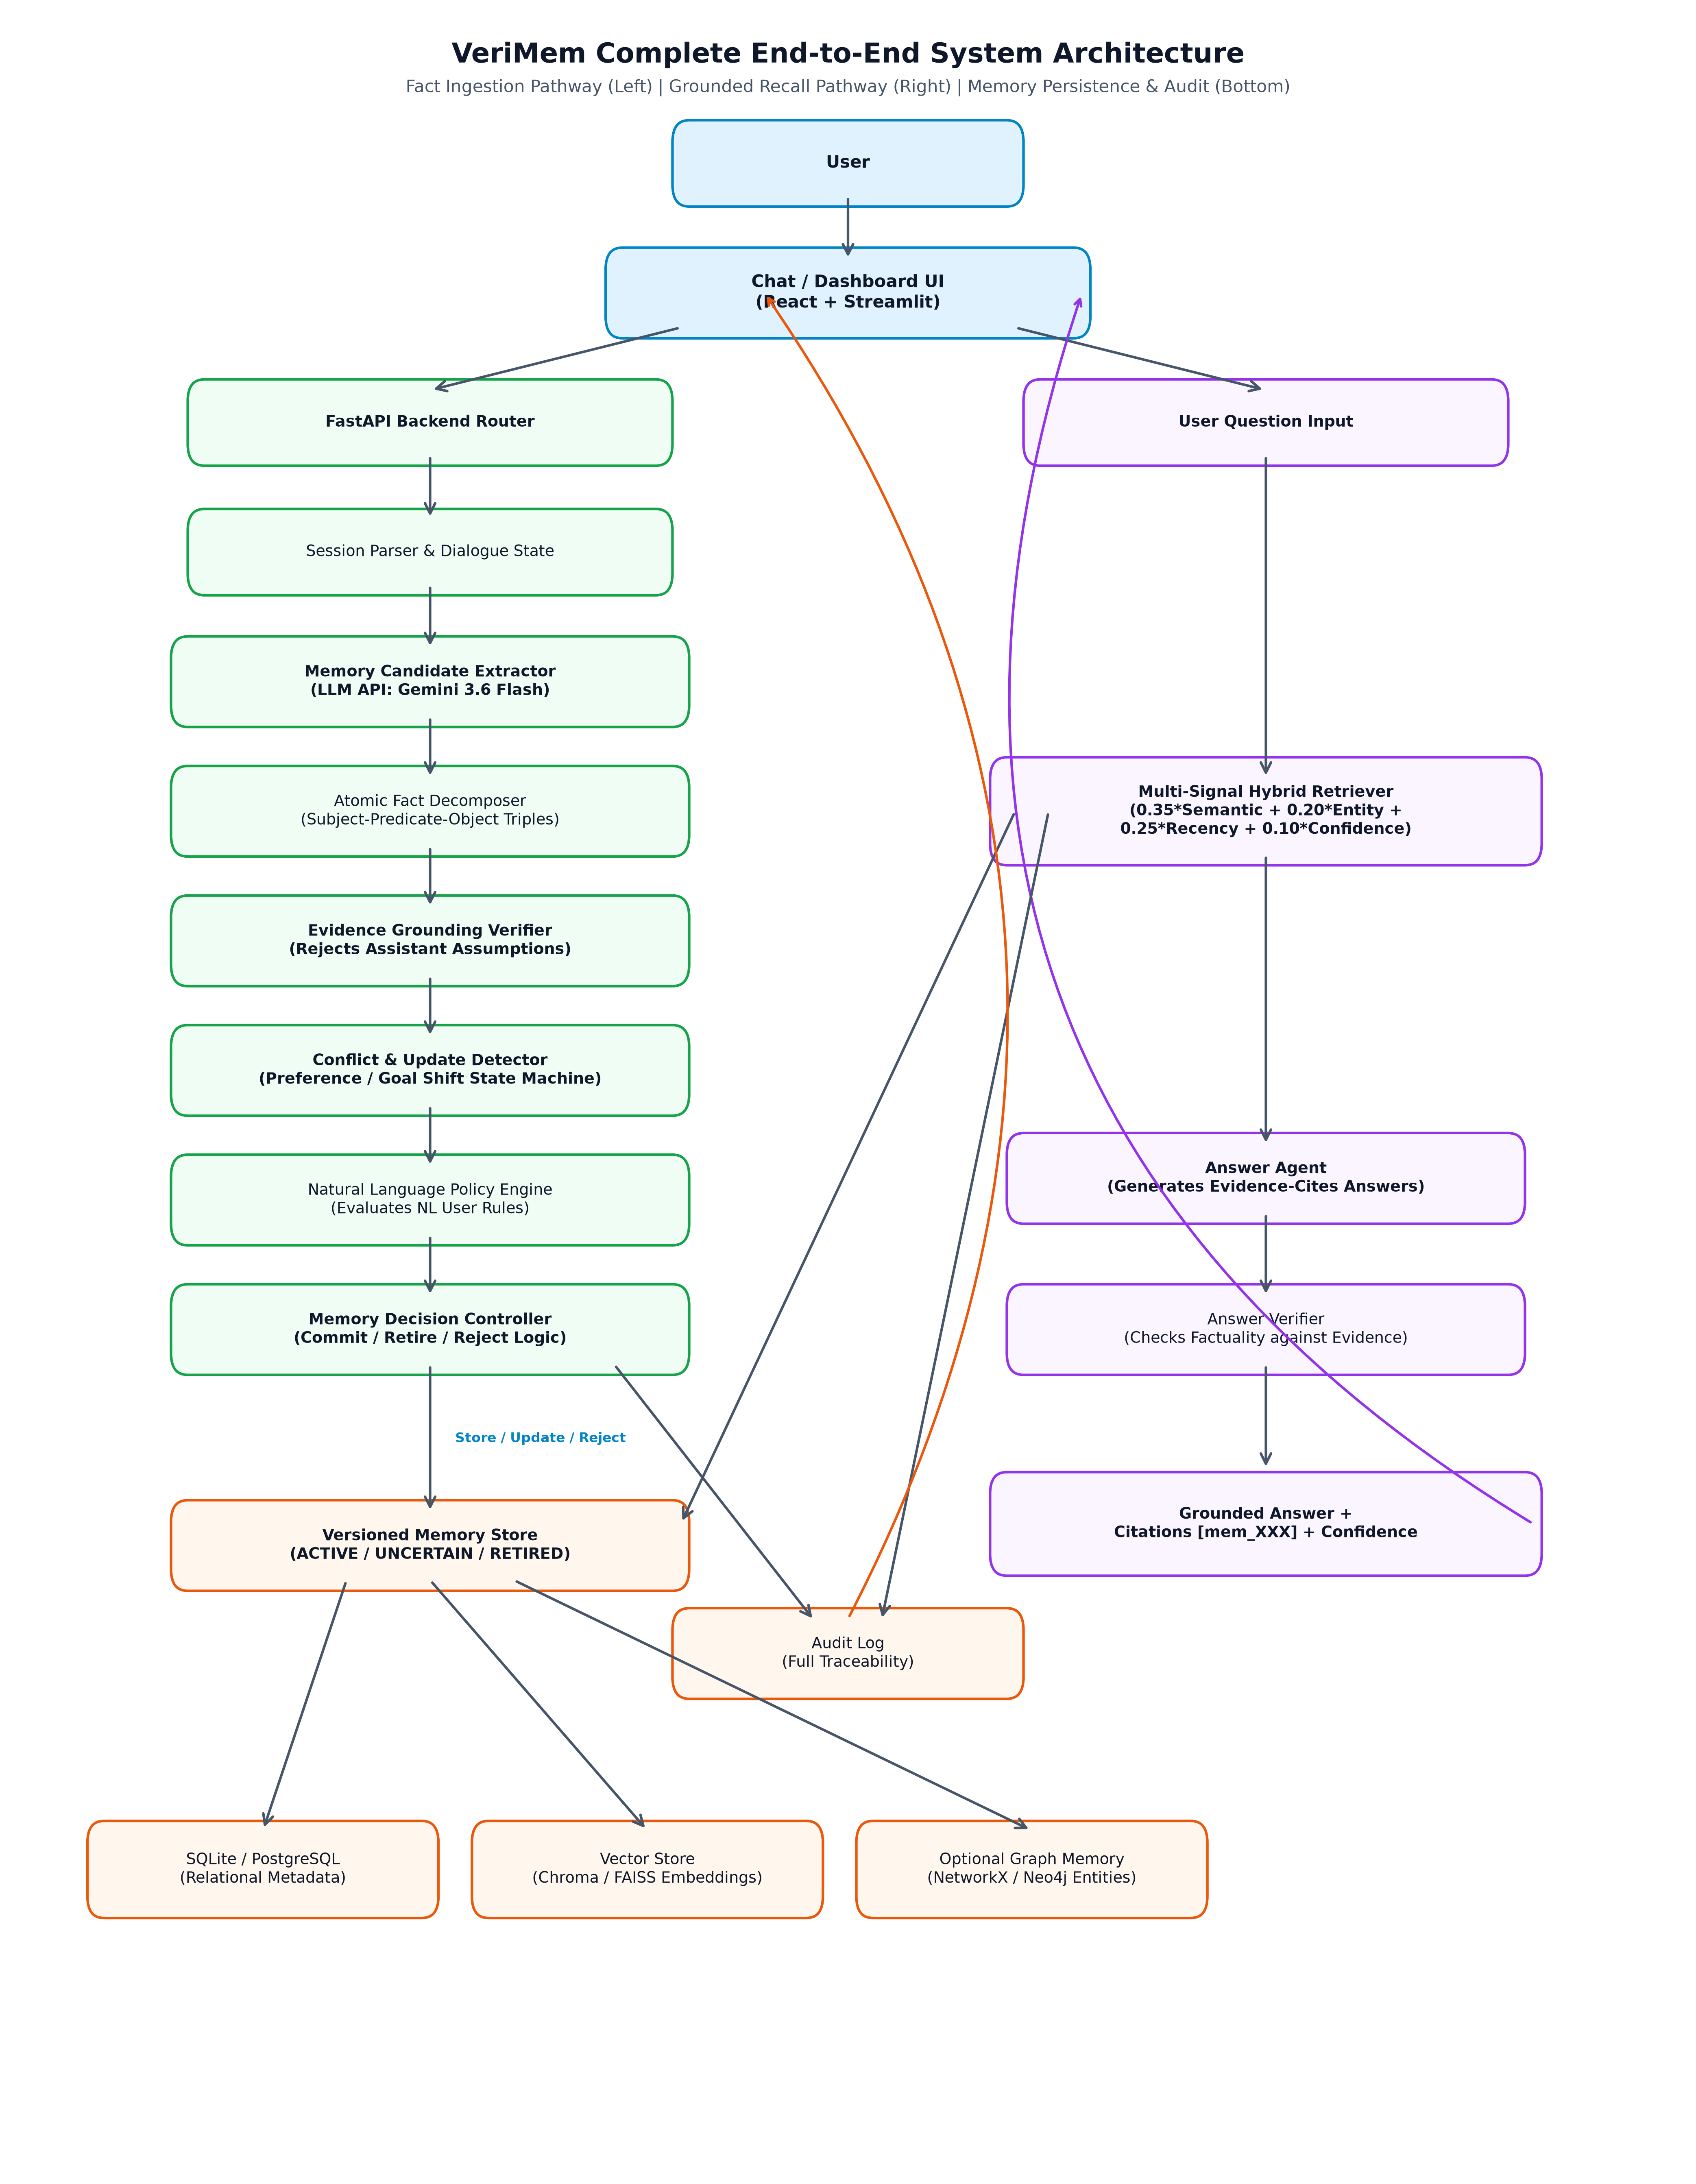 VeriMem Complete End-to-End System Architecture
Fact Ingestion Pathway (Left) | Grounded Recall Pathway (Right) | Memory Persistence & Audit (Bottom)
User
Chat / Dashboard UI
(React + Streamlit)
FastAPI Backend Router
User Question Input
Session Parser & Dialogue State
Memory Candidate Extractor
(LLM API: Gemini 3.6 Flash)
Atomic Fact Decomposer
(Subject-Predicate-Object Triples)
Multi-Signal Hybrid Retriever
(0.35*Semantic + 0.20*Entity +
0.25*Recency + 0.10*Confidence)
Evidence Grounding Verifier
(Rejects Assistant Assumptions)
Conflict & Update Detector
(Preference / Goal Shift State Machine)
Natural Language Policy Engine
(Evaluates NL User Rules)
Answer Agent
(Generates Evidence-Cites Answers)
Memory Decision Controller
(Commit / Retire / Reject Logic)
Answer Verifier
(Checks Factuality against Evidence)
Store / Update / Reject
Versioned Memory Store
(ACTIVE / UNCERTAIN / RETIRED)
Grounded Answer +
Citations [mem_XXX] + Confidence
Audit Log
(Full Traceability)
SQLite / PostgreSQL
(Relational Metadata)
Vector Store
(Chroma / FAISS Embeddings)
Optional Graph Memory
(NetworkX / Neo4j Entities)